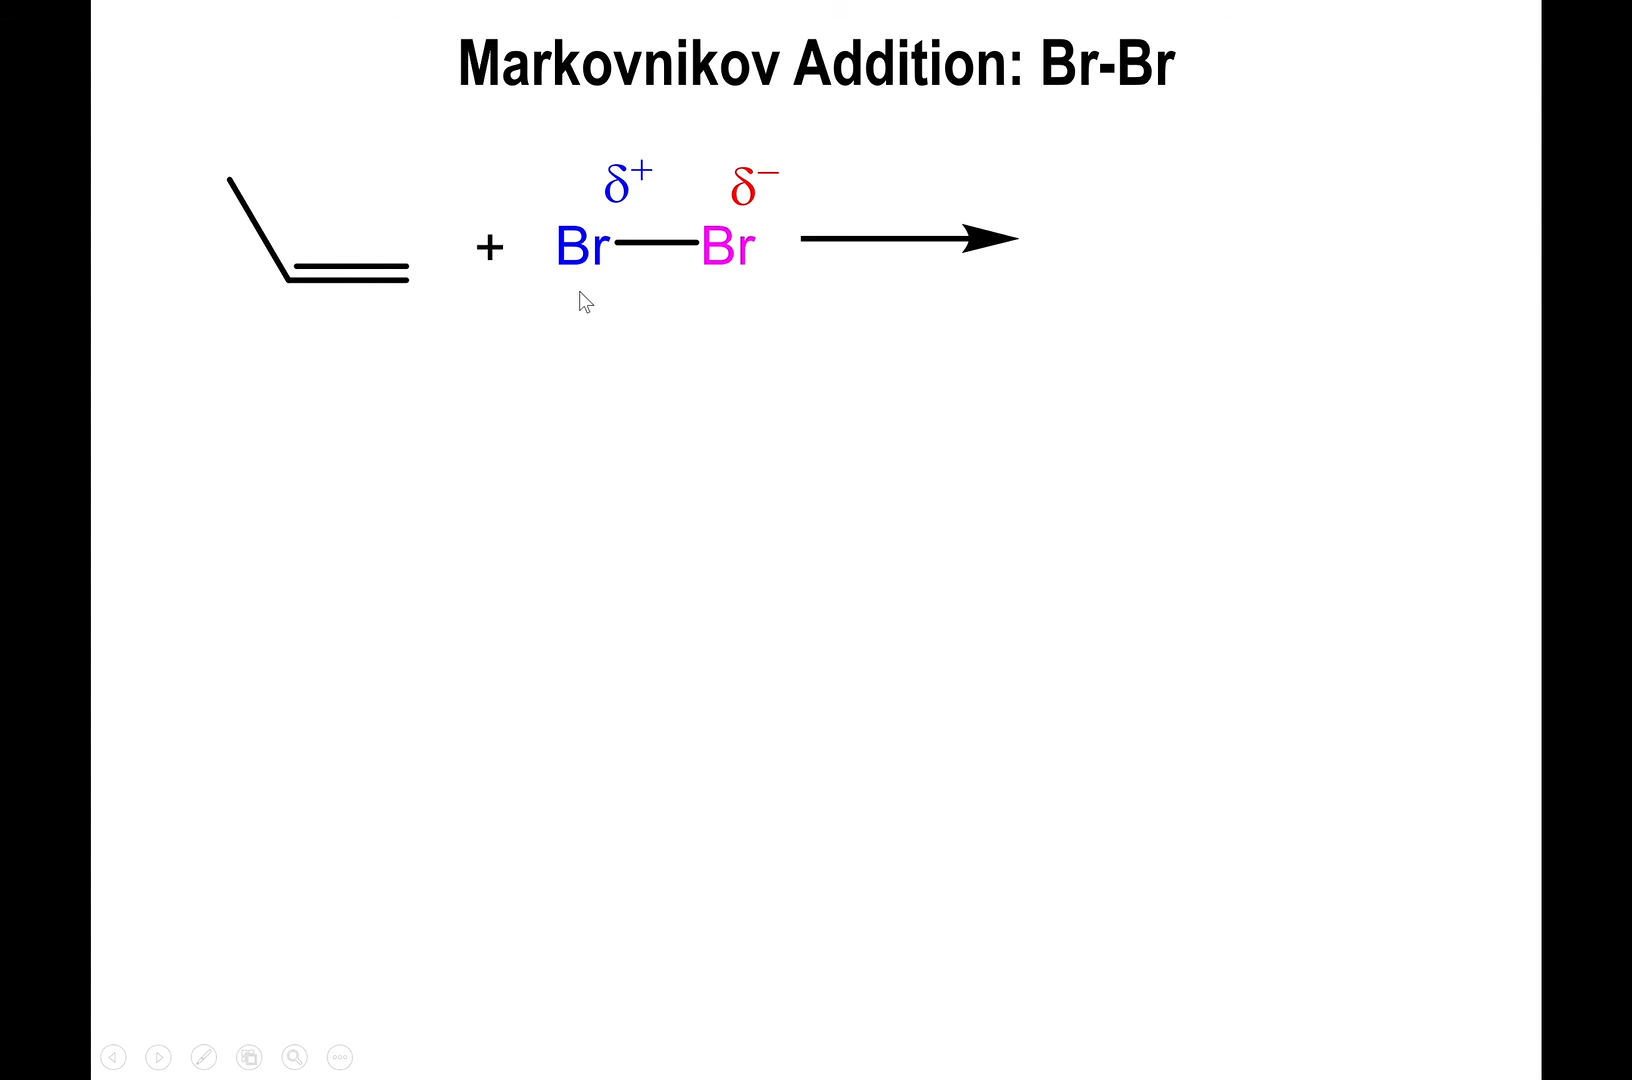 Markovnikov Addition: Br-Br
δ+ δ−
+ Br Br